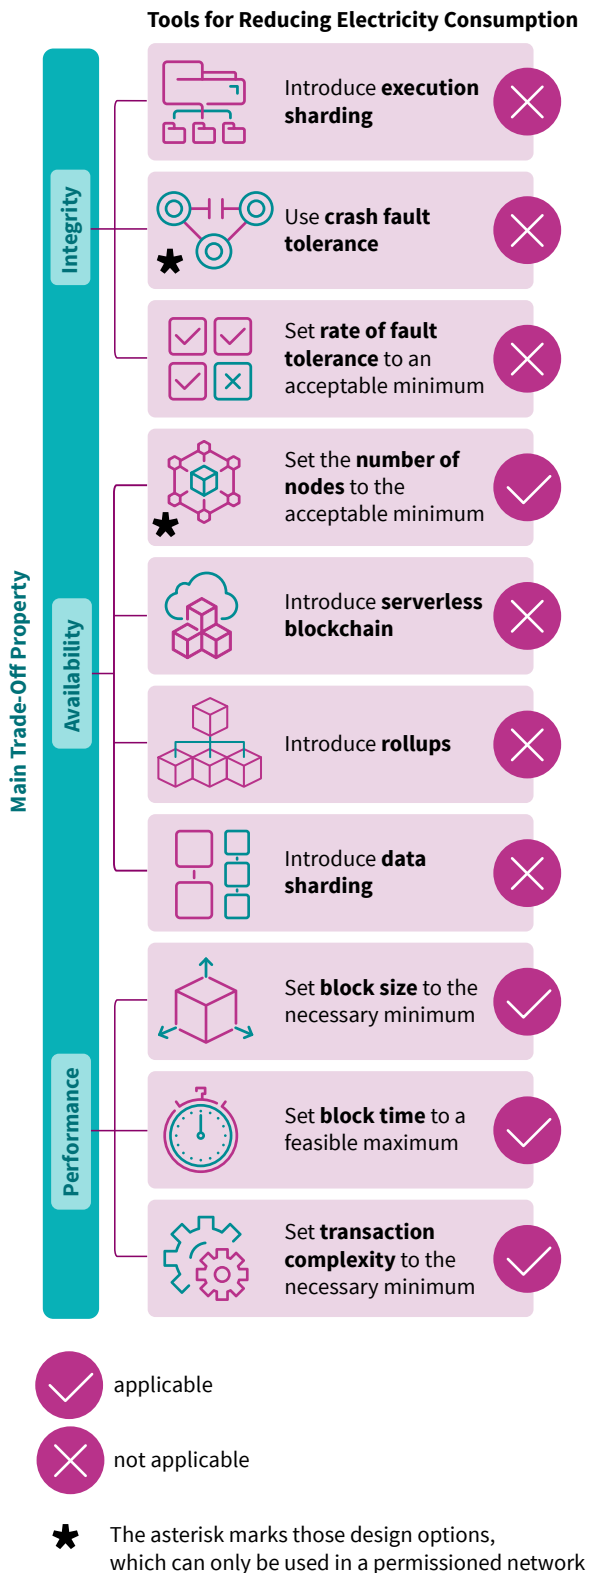 Tools for Reducing Electricity Consumption
Main Trade-Off Property
Integrity
Introduce execution
sharding
Use crash fault
tolerance
*
Set rate of fault
tolerance to an
acceptable minimum
Availability
Set the number of
nodes to the
acceptable minimum
*
Introduce serverless
blockchain
Introduce rollups
Introduce data
sharding
Performance
Set block size to the
necessary minimum
Set block time to a
feasible maximum
Set transaction
complexity to the
necessary minimum
applicable
not applicable
* The asterisk marks those design options,
which can only be used in a permissioned network